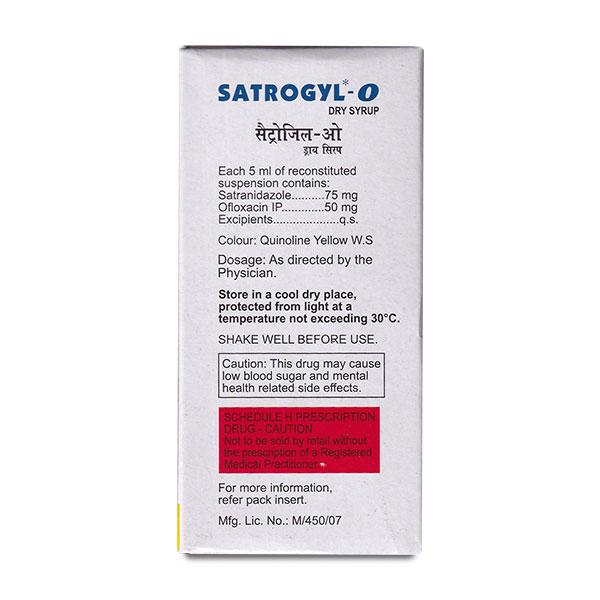 SATROGYL*-O
DRY SYRUP
सैट्रोजिल-ओ
ड्राय सिरप
Each 5 ml of reconstituted
suspension contains:
Satranidazole..........75 mg
Ofloxacin IP.............50 mg
Excipients....................q.s.
Colour: Quinoline Yellow W.S
Dosage: As directed by the
Physician.
Store in a cool dry place,
protected from light at a
temperature not exceeding 30°C.
SHAKE WELL BEFORE USE.
Caution: This drug may cause
low blood sugar and mental
health related side effects.
SCHEDULE H PRESCRIPTION
DRUG - CAUTION
Not to be sold by retail without
the prescription of a Registered
Medical Practitioner.
For more information,
refer pack insert.
Mfg. Lic. No.: M/450/07